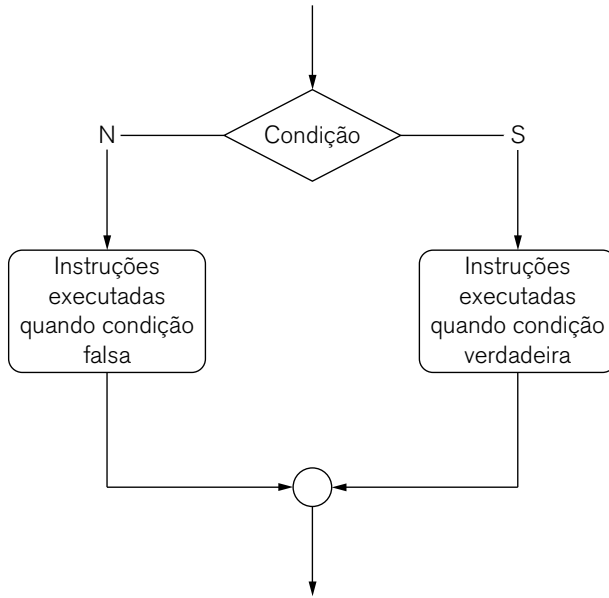 Condição
N
S
Instruções
executadas
quando condição
falsa
Instruções
executadas
quando condição
verdadeira